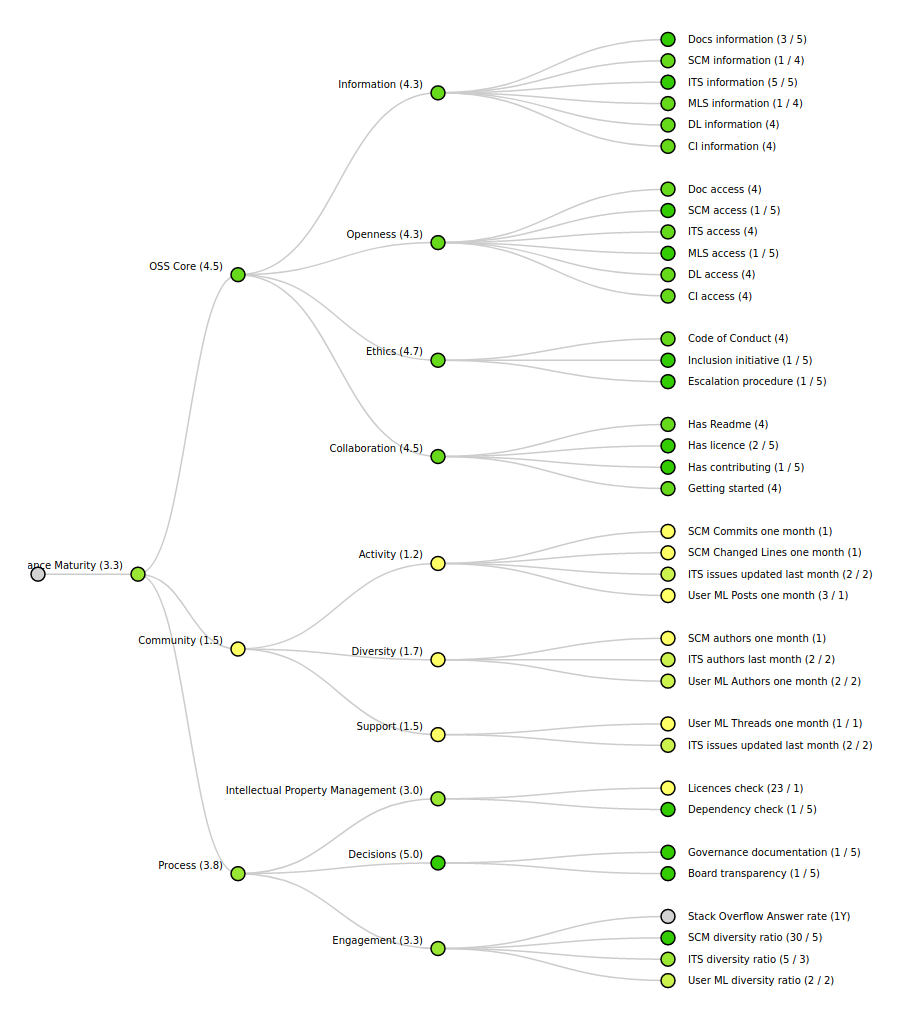 Docs information (3 / 5)
SCM information (1 / 4)
Information (4.3)
ITS information (5 / 5)
MLS information (1 / 4)
DL information (4)
CI information (4)
Doc access (4)
SCM access (1 / 5)
Openness (4.3)
ITS access (4)
MLS access (1 / 5)
OSS Core (4.5)
DL access (4)
CI access (4)
Code of Conduct (4)
Ethics (4.7)
Inclusion initiative (1 / 5)
Escalation procedure (1 / 5)
Has Readme (4)
Collaboration (4.5)
Has licence (2 / 5)
Has contributing (1 / 5)
Getting started (4)
SCM Commits one month (1)
Activity (1.2)
SCM Changed Lines one month (1)
Maturity (3.3)
ITS issues updated last month (2 / 2)
User ML Posts one month (3 / 1)
Community (1.5)
SCM authors one month (1)
Diversity (1.7)
ITS authors last month (2 / 2)
User ML Authors one month (2 / 2)
Support (1.5)
User ML Threads one month (1 / 1)
ITS issues updated last month (2 / 2)
Intellectual Property Management (3.0)
Licences check (23 / 1)
Dependency check (1 / 5)
Decisions (5.0)
Governance documentation (1 / 5)
Process (3.8)
Board transparency (1 / 5)
Stack Overflow Answer rate (1Y)
Engagement (3.3)
SCM diversity ratio (30 / 5)
ITS diversity ratio (5 / 3)
User ML diversity ratio (2 / 2)